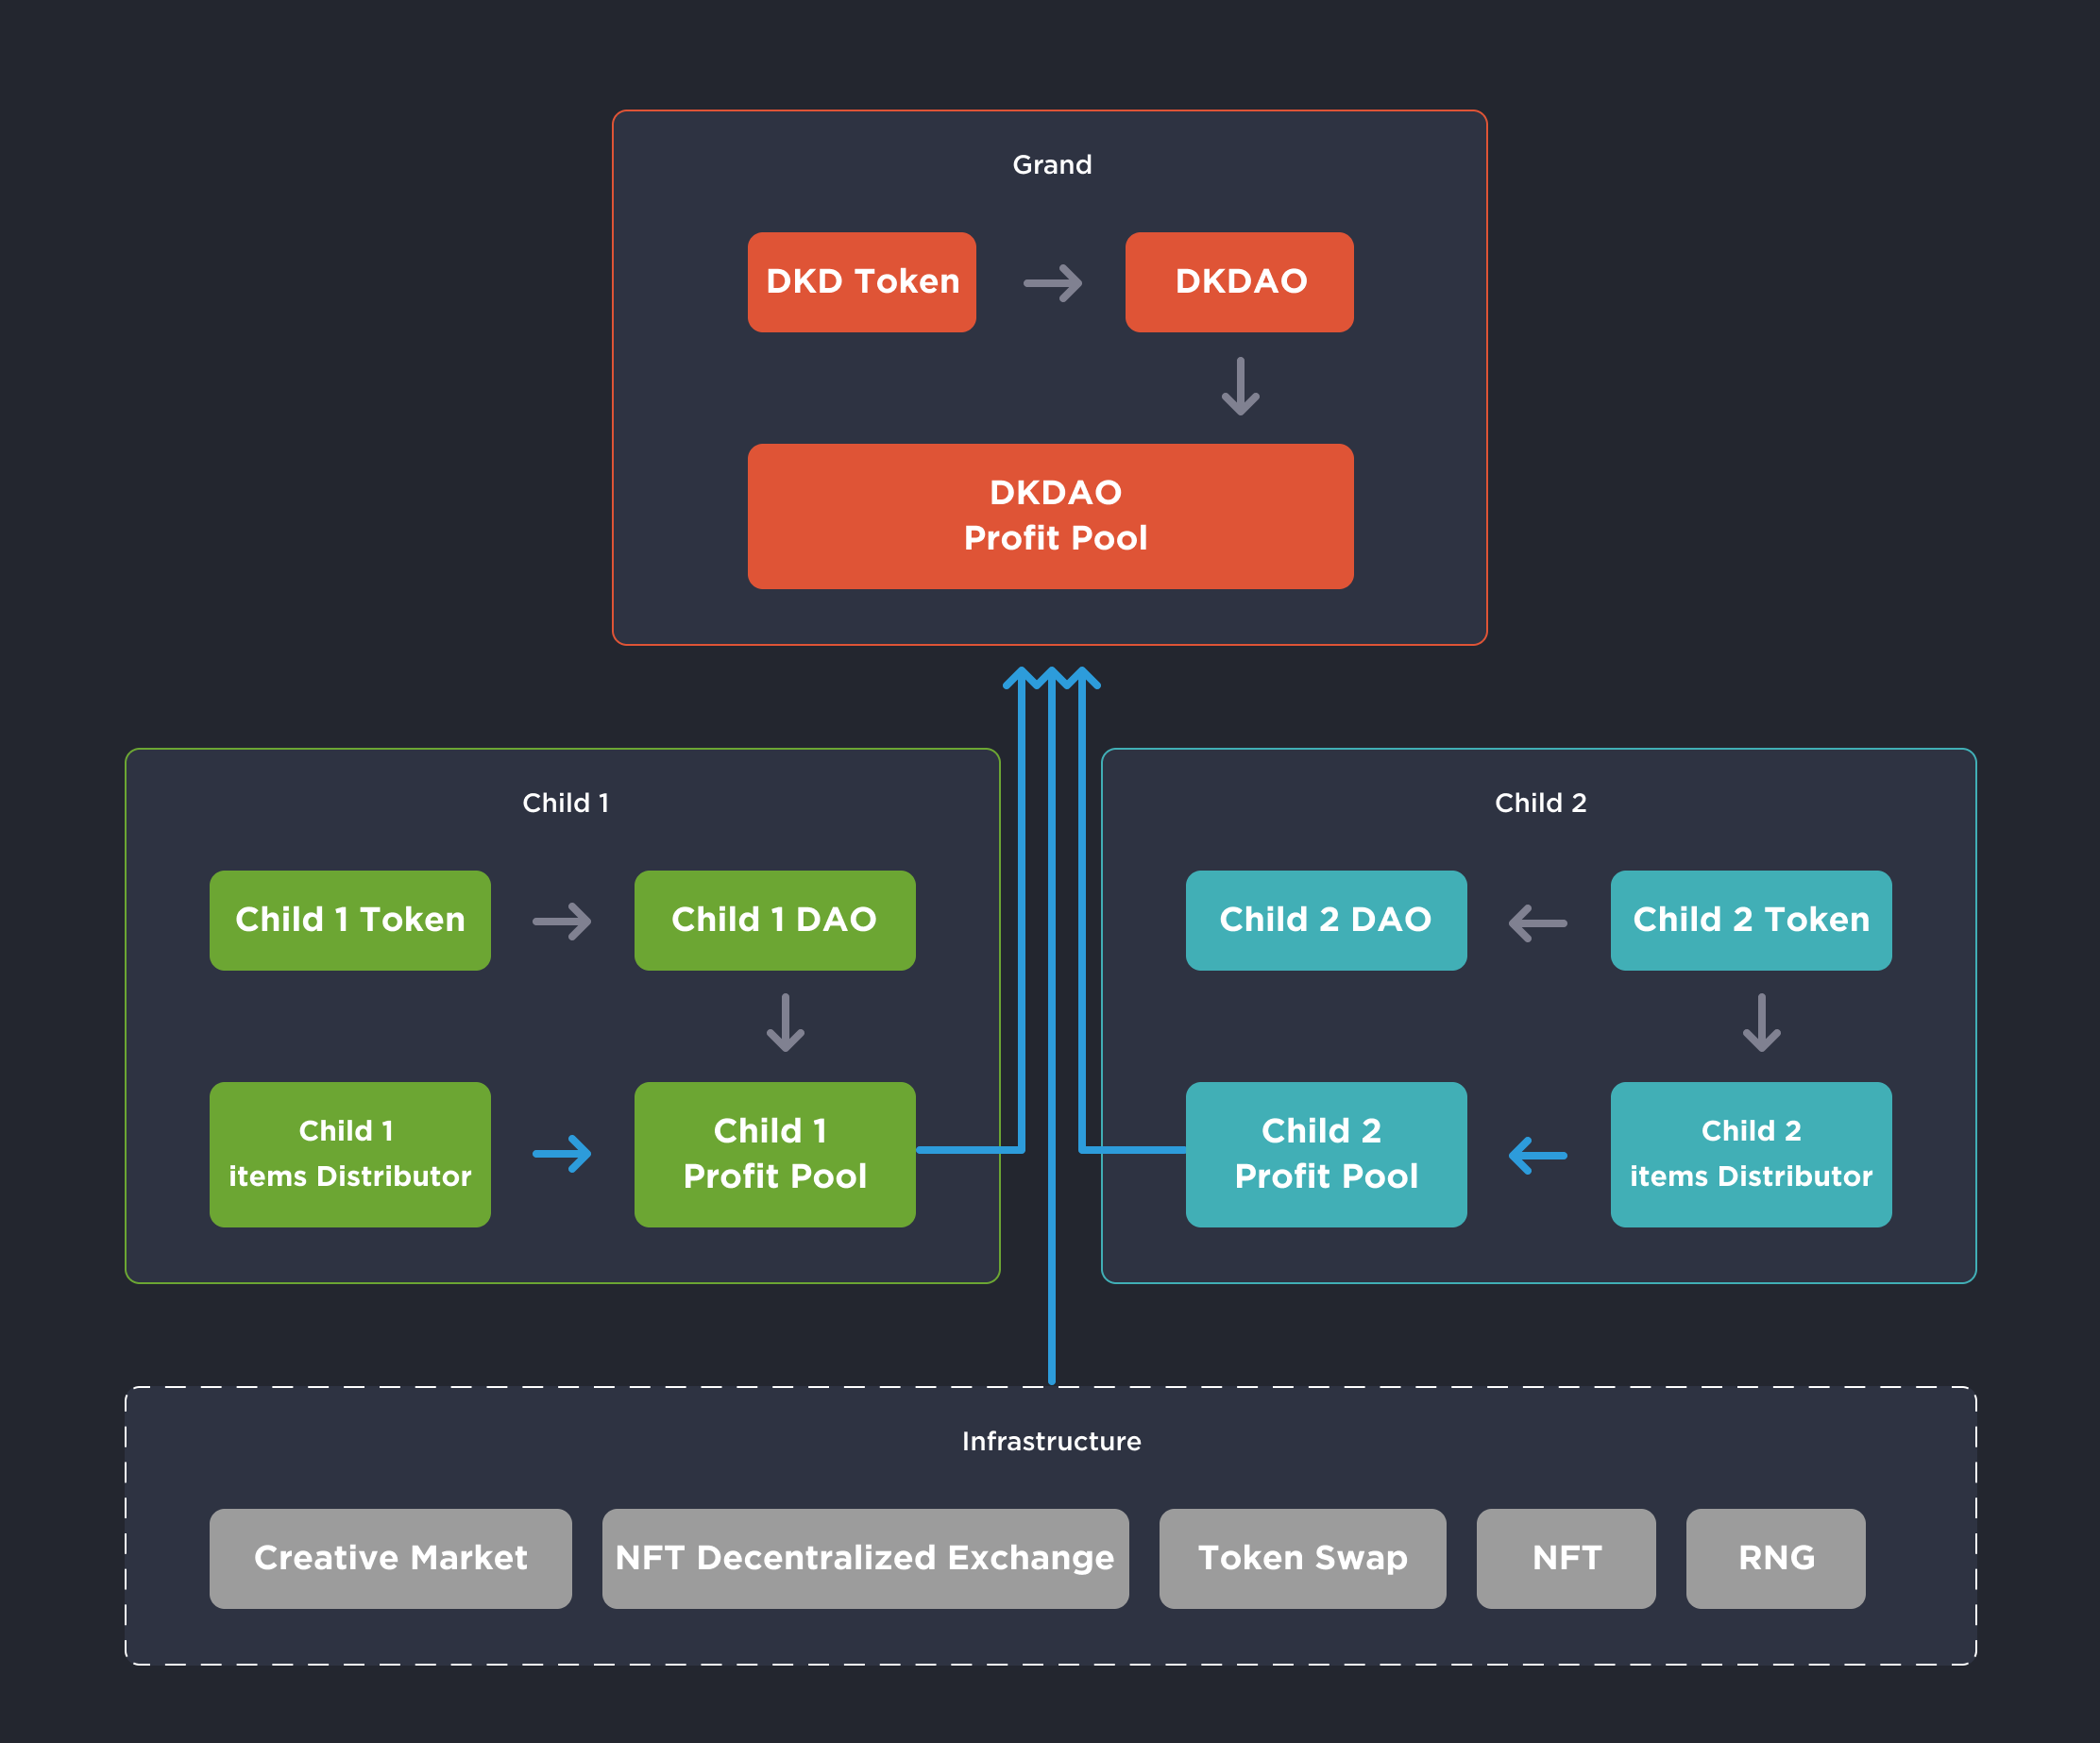 Grand
DKD Token
DKDAO
DKDAO
Profit Pool
Child 1
Child 1 Token
Child 1 DAO
Child 1
items Distributor
Child 1
Profit Pool
Child 2
Child 2 DAO
Child 2 Token
Child 2
Profit Pool
Child 2
items Distributor
Infrastructure
Creative Market
NFT Decentralized Exchange
Token Swap
NFT
RNG